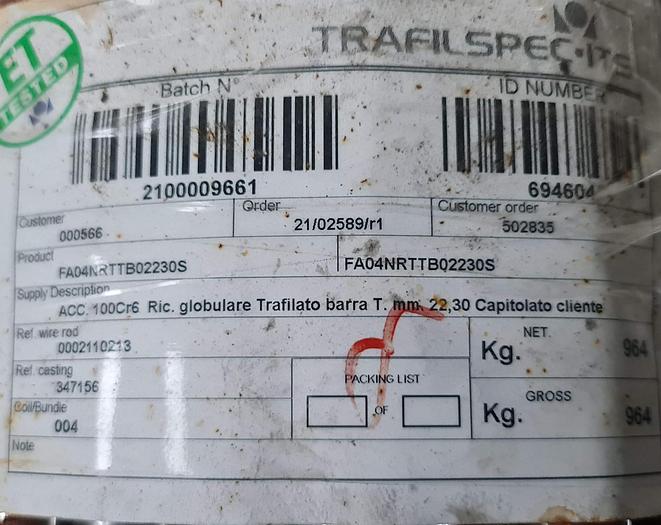 ET
TESTED
TRAFILSPEC·ITS
Batch N°
ID NUMBER
2100009661
694604
Customer
000566
Order
21/02589/r1
Customer order
502835
Product
FA04NRTTB02230S
FA04NRTTB02230S
Supply Description
ACC. 100Cr6 Ric. globulare Trafilato barra T. mm. 22,30 Capitolato cliente
Ref. wire rod
0002110213
NET
Kg. 964
Ref. casting
347156
PACKING LIST
OF
GROSS
Kg. 964
Coil/Bundle
004
Note